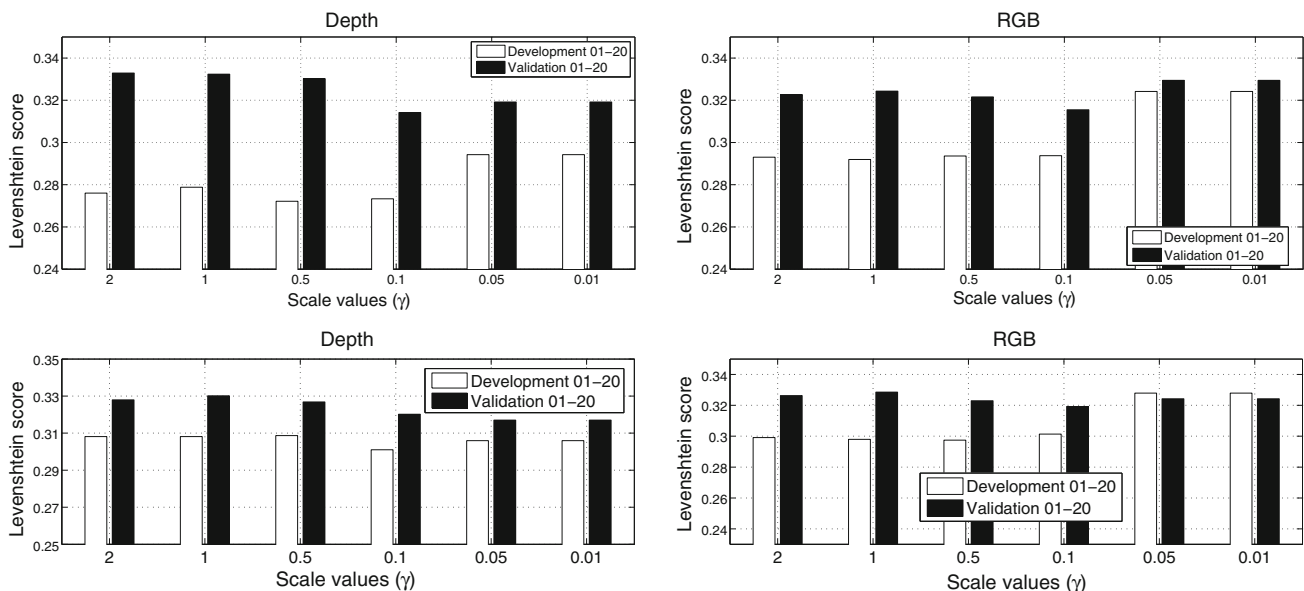 Depth
Levenshtein score
0.34
0.32
0.3
0.28
0.26
0.24
Development 01-20
Validation 01-20
2 1 0.5 0.1 0.05 0.01
Scale values (γ)
RGB
Levenshtein score
0.34
0.32
0.3
0.28
0.26
0.24
Development 01-20
Validation 01-20
2 1 0.5 0.1 0.05 0.01
Scale values (γ)
Depth
Levenshtein score
0.35
0.33
0.31
0.29
0.27
0.25
Development 01-20
Validation 01-20
2 1 0.5 0.1 0.05 0.01
Scale values (γ)
RGB
Levenshtein score
0.34
0.32
0.3
0.28
0.26
0.24
Development 01-20
Validation 01-20
2 1 0.5 0.1 0.05 0.01
Scale values (γ)